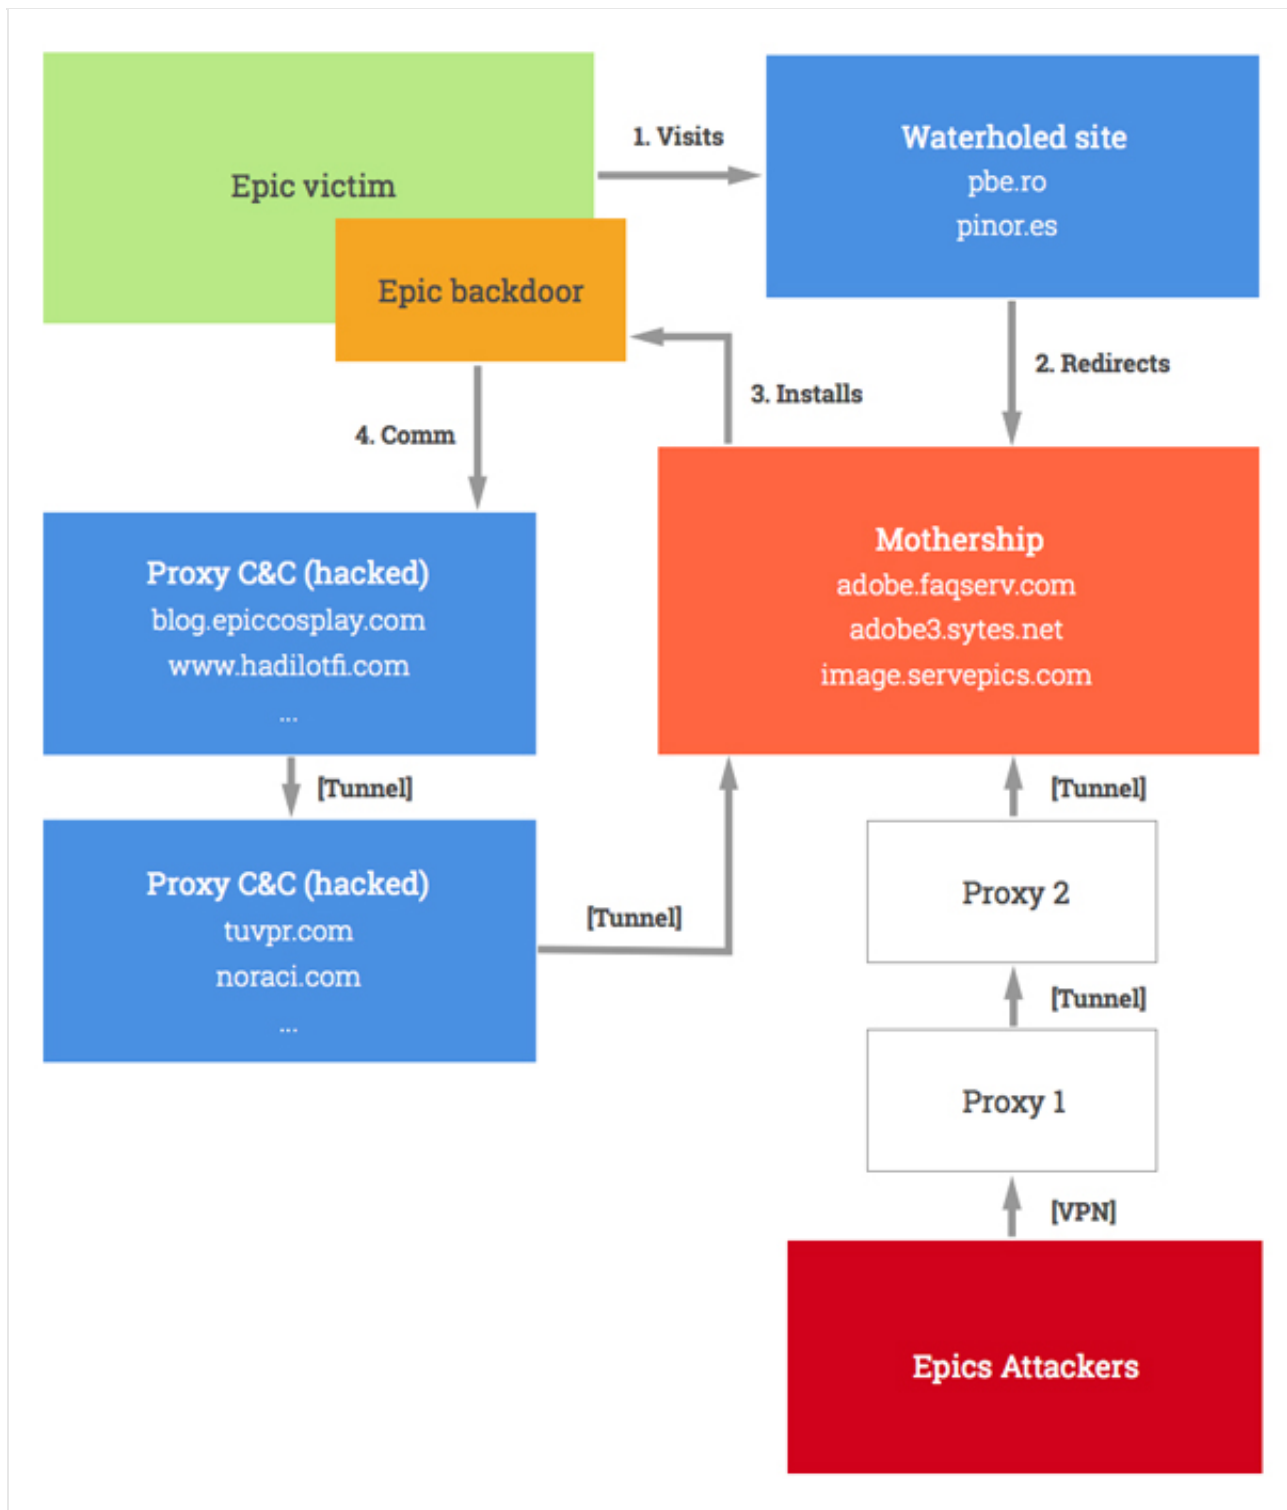 Epic victim
1. Visits
Waterholed site
pbe.ro
pinor.es
Epic backdoor
2. Redirects
3. Installs
4. Comm
Proxy C&C (hacked)
blog.epiccosplay.com
www.hadilotfi.com
...
Mothership
adobe.faqserv.com
adobe3.sytes.net
image.servepics.com
[Tunnel]
[Tunnel]
Proxy C&C (hacked)
tuvpr.com
noraci.com
...
[Tunnel]
Proxy 2
[Tunnel]
Proxy 1
[VPN]
Epics Attackers